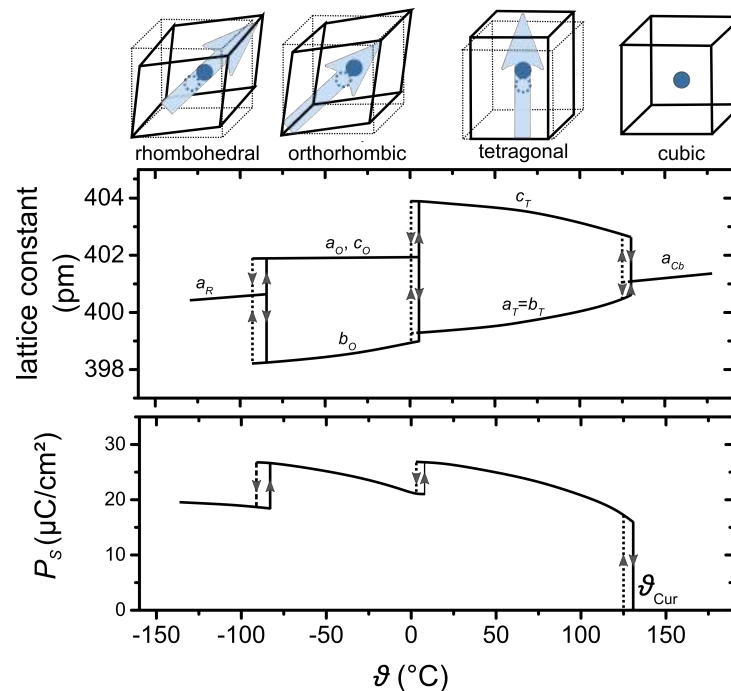 rhombohedral orthorhombic tetragonal cubic
lattice constant
(pm)
404
402
400
398
a_R
a_O, c_O
b_O
c_T
a_T=b_T
a_Cb
P_S (µC/cm²)
30
20
10
0
ϑ_Cur
-150 -100 -50 0 50 100 150
ϑ (°C)